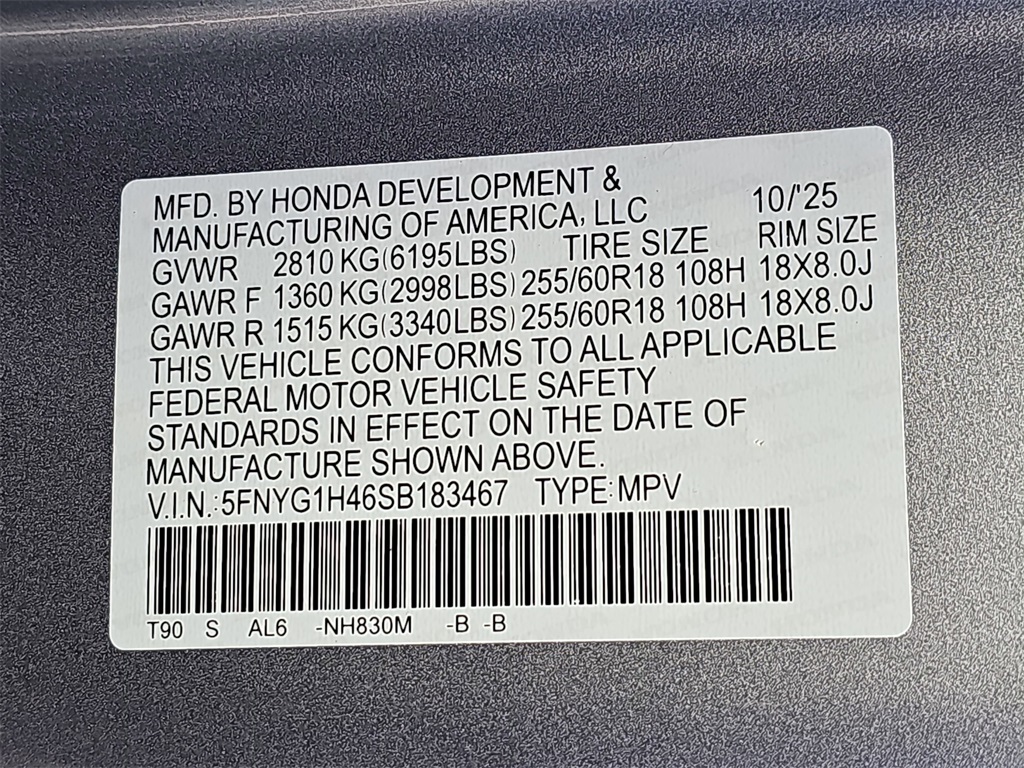 MFD. BY HONDA DEVELOPMENT &
MANUFACTURING OF AMERICA, LLC 10/'25
GVWR 2810 KG(6195LBS) TIRE SIZE RIM SIZE
GAWR F 1360 KG(2998LBS) 255/60R18 108H 18X8.0J
GAWR R 1515 KG(3340LBS) 255/60R18 108H 18X8.0J
THIS VEHICLE CONFORMS TO ALL APPLICABLE
FEDERAL MOTOR VEHICLE SAFETY
STANDARDS IN EFFECT ON THE DATE OF
MANUFACTURE SHOWN ABOVE.
V.I.N.:5FNYG1H46SB183467 TYPE:MPV
T90 S AL6 -NH830M -B -B